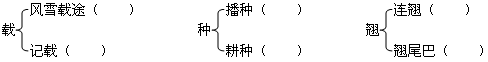 载 风雪载途（　　） 种 播种（　　） 翘 连翘（　　）
记载（　　） 耕种（　　） 翘尾巴（　　）